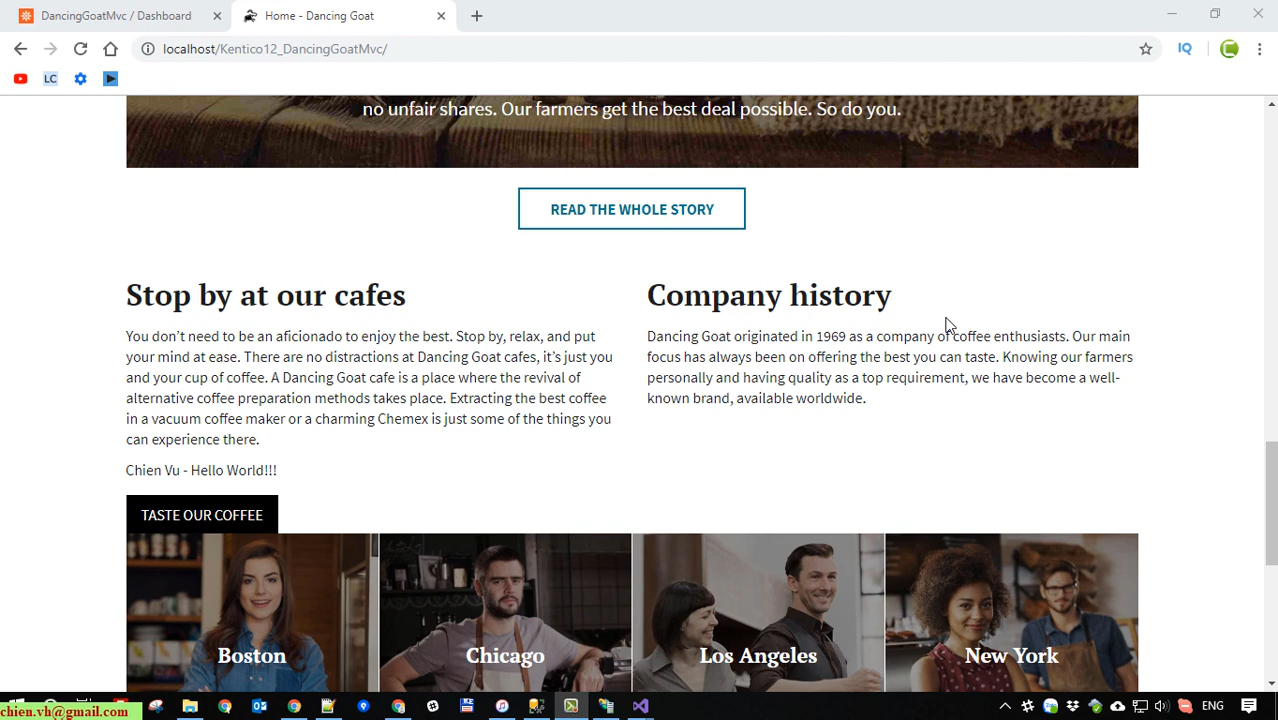 DancingGoatMvc / Dashboard
Home - Dancing Goat
localhost/Kentico12_DancingGoatMvc/
IQ
LC
no unfair shares. Our farmers get the best deal possible. So do you.
READ THE WHOLE STORY
Stop by at our cafes
You don’t need to be an aficionado to enjoy the best. Stop by, relax, and put
your mind at ease. There are no distractions at Dancing Goat cafes, it’s just you
and your cup of coffee. A Dancing Goat cafe is a place where the revival of
alternative coffee preparation methods takes place. Extracting the best coffee
in a vacuum coffee maker or a charming Chemex is just some of the things you
can experience there.
Chien Vu - Hello World!!!
Company history
Dancing Goat originated in 1969 as a company of coffee enthusiasts. Our main
focus has always been on offering the best you can taste. Knowing our farmers
personally and having quality as a top requirement, we have become a well-
known brand, available worldwide.
TASTE OUR COFFEE
Boston
Chicago
Los Angeles
New York
chien.vh@gmail.com
ENG